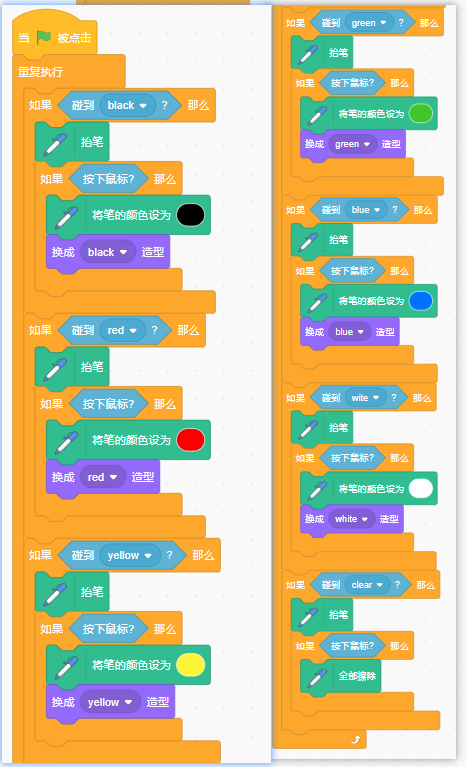 当 被点击
重复执行
如果 碰到 black ? 那么
抬笔
如果 按下鼠标? 那么
将笔的颜色设为
换成 black 造型
如果 碰到 red ? 那么
抬笔
如果 按下鼠标? 那么
将笔的颜色设为
换成 red 造型
如果 碰到 yellow ? 那么
抬笔
如果 按下鼠标? 那么
将笔的颜色设为
换成 yellow 造型
如果 碰到 green ? 那么
抬笔
如果 按下鼠标? 那么
将笔的颜色设为
换成 green 造型
如果 碰到 blue ? 那么
抬笔
如果 按下鼠标? 那么
将笔的颜色设为
换成 blue 造型
如果 碰到 wite ? 那么
抬笔
如果 按下鼠标? 那么
将笔的颜色设为
换成 white 造型
如果 碰到 clear ? 那么
抬笔
如果 按下鼠标? 那么
全部擦除